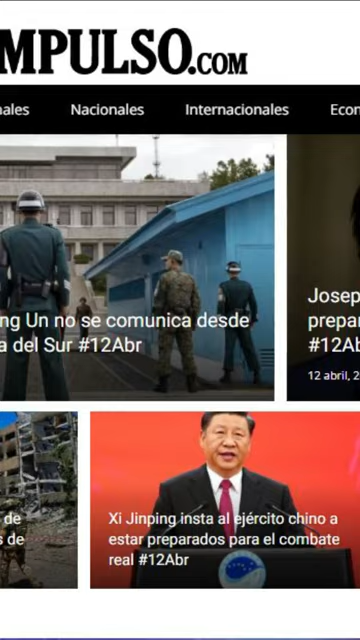 MPULSO.COM
nales Nacionales Internacionales Econ
ng Un no se comunica desde
a del Sur #12Abr
Josep
prepar
#12Ab
12 abril, 2
de
s de
Xi Jinping insta al ejército chino a
estar preparados para el combate
real #12Abr